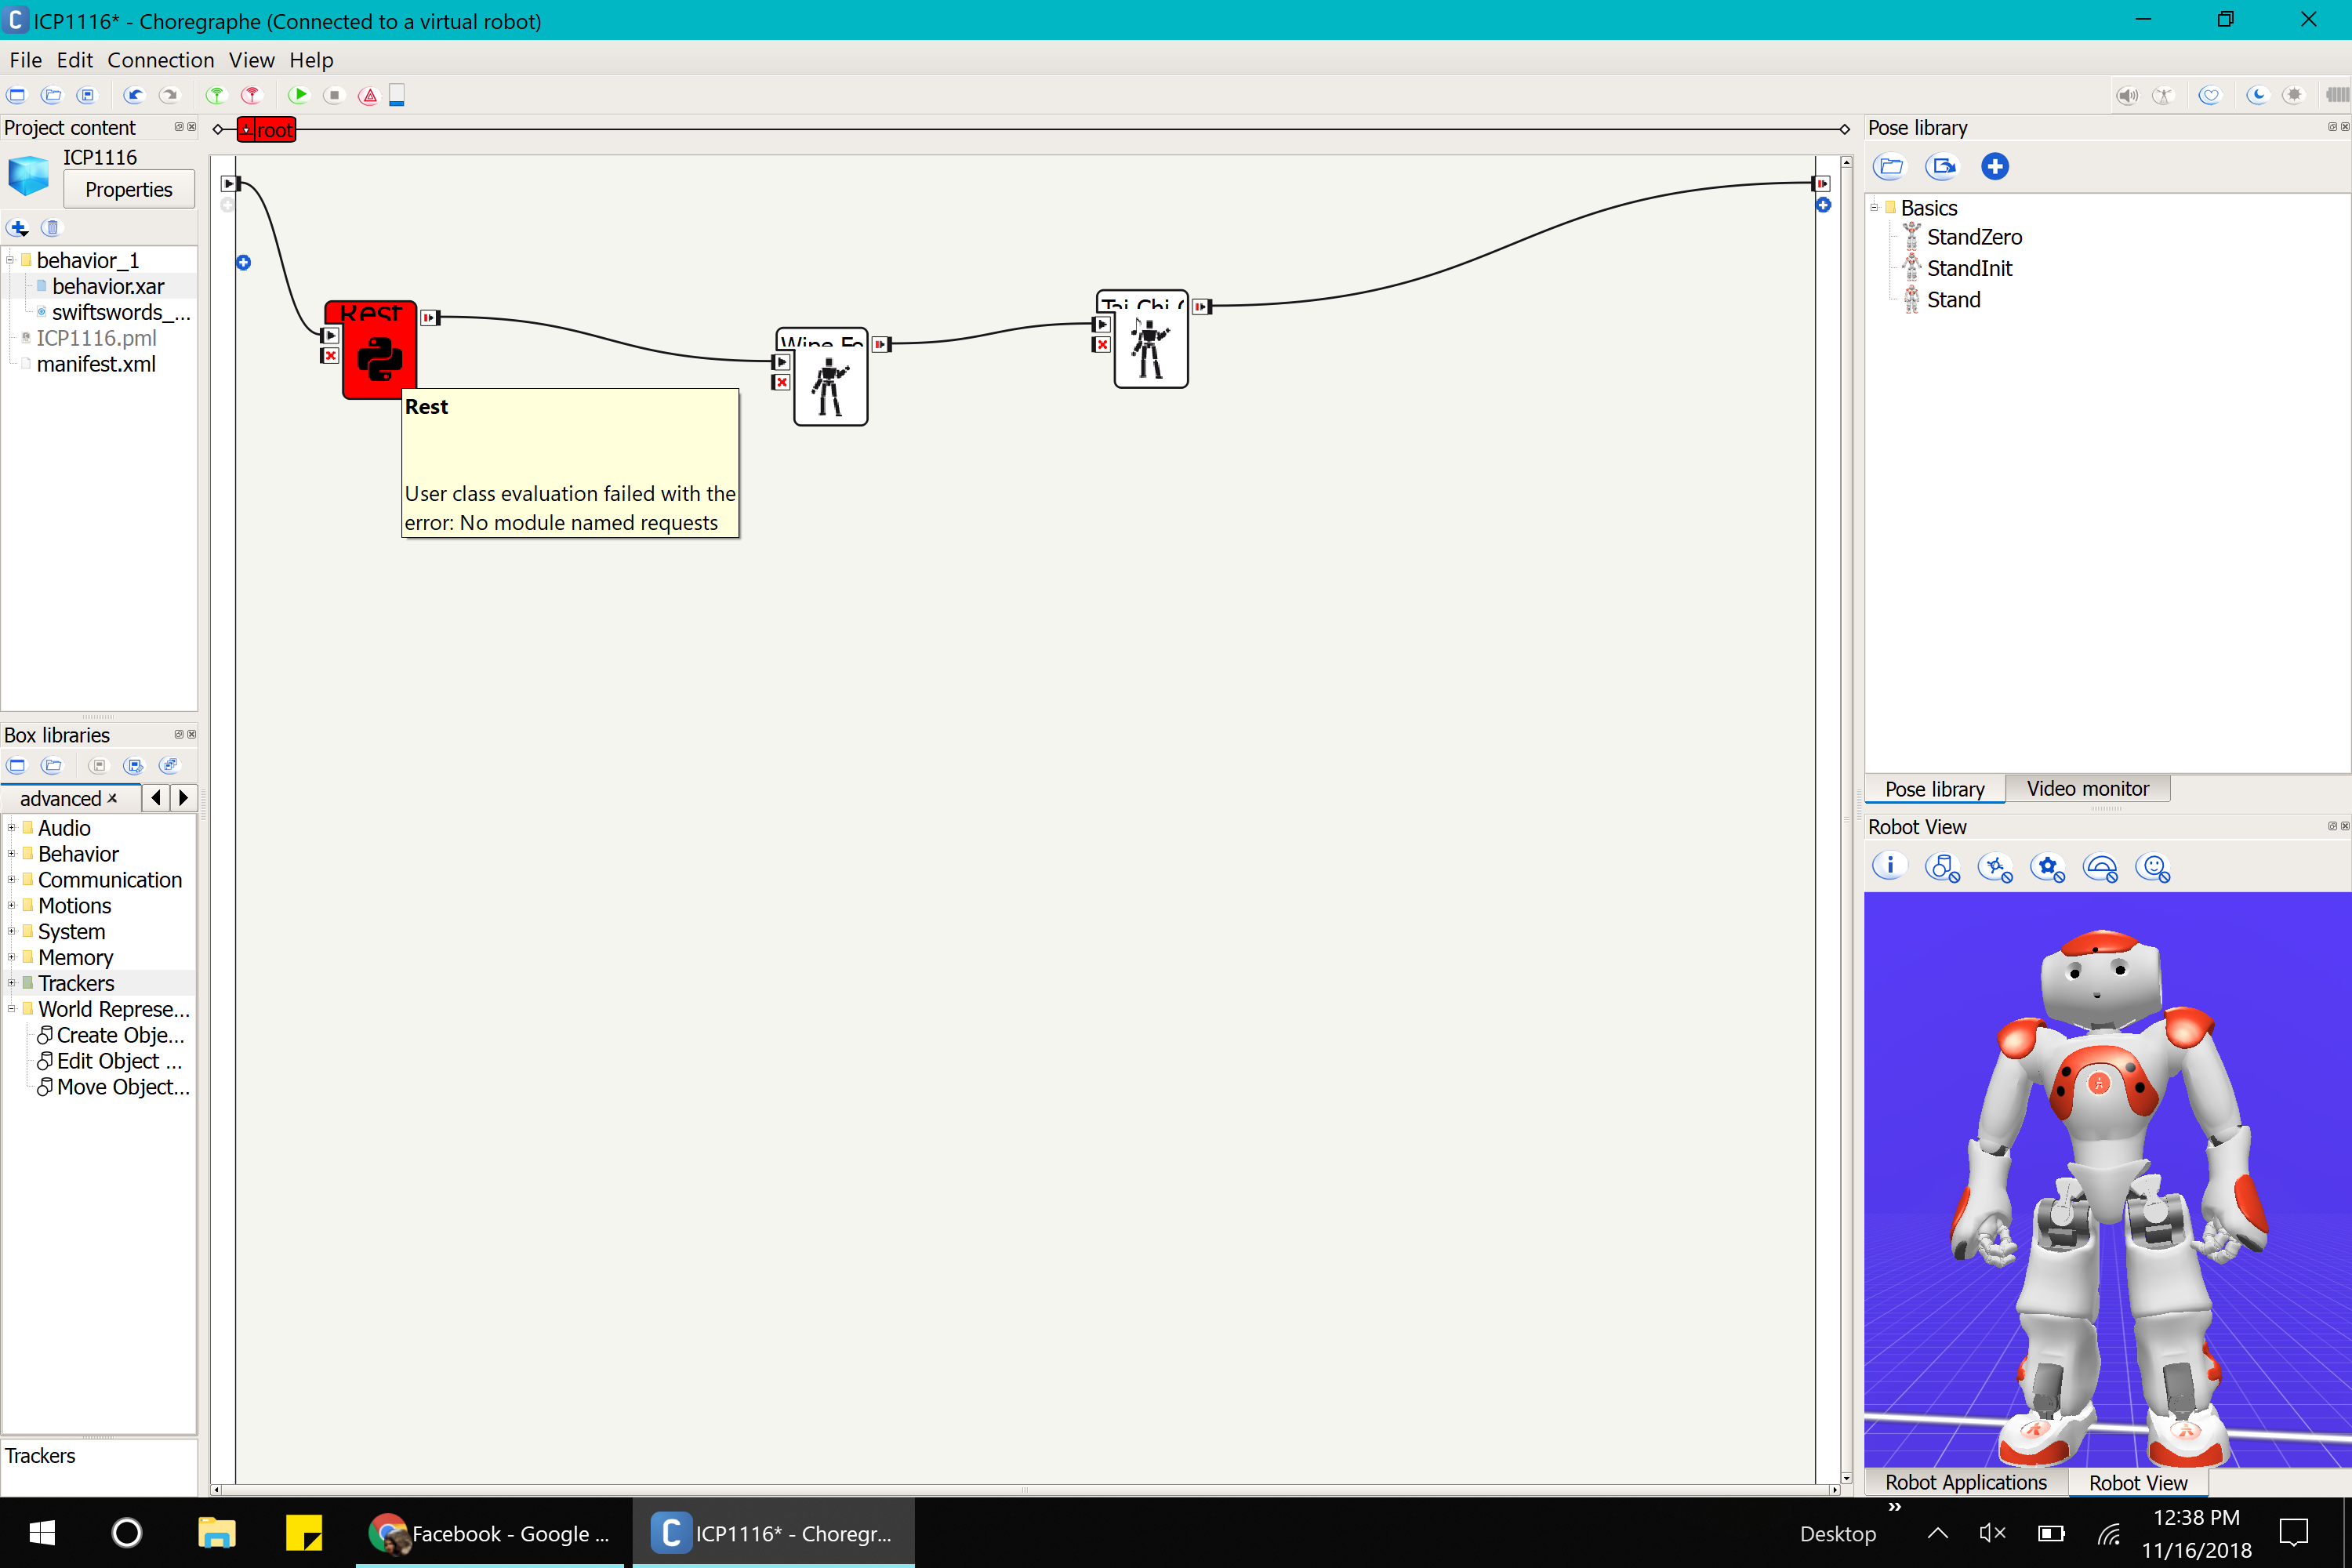 ICP1116* - Choregraphe (Connected to a virtual robot)
File Edit Connection View Help
Project content
root
Pose library
ICP1116
Properties
behavior_1
behavior.xar
swiftswords_...
ICP1116.pml
manifest.xml
Basics
StandZero
StandInit
Stand
Rest
Tai Chi
Rest
User class evaluation failed with the
error: No module named requests
Box libraries
advanced
Audio
Behavior
Communication
Motions
System
Memory
Trackers
World Represe...
Create Obje...
Edit Object ...
Move Object...
Trackers
Pose library
Video monitor
Robot View
Robot Applications
Robot View
Facebook - Google ...
ICP1116* - Choregr...
Desktop
12:38 PM
11/16/2018